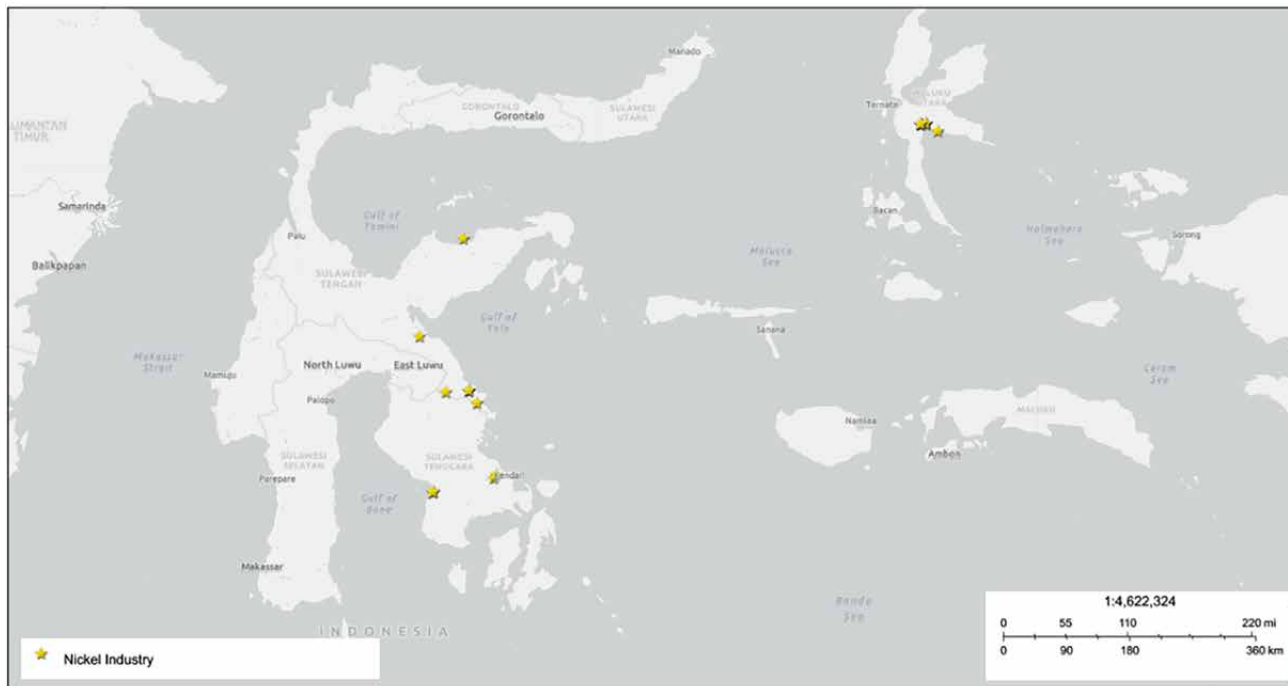 Manado
MALUKU
UTARA
Ternate
GORONTALO
Gorontalo
SULAWESI
UTARA
LIMANTAN
TIMUR
Samarinda
Balikpapan
Palu
Gulf of
Tomini
Bacan
Molucca
Sea
Halmahera
Sea
Sorong
SULAWESI
TENGAH
Gulf of
Tolo
Sanana
Makassar
Strait
Mamuju
North Luwu
East Luwu
Palopo
Ceram
Sea
Namlea
MALUKU
Ambon
SULAWESI
SELATAN
SULAWESI
TENGGARA
Parepare
Kendari
Gulf of
Bone
Makassar
Banda
Sea
INDONESIA
1:4,622,324
0 55 110 220 mi
0 90 180 360 km
Nickel Industry